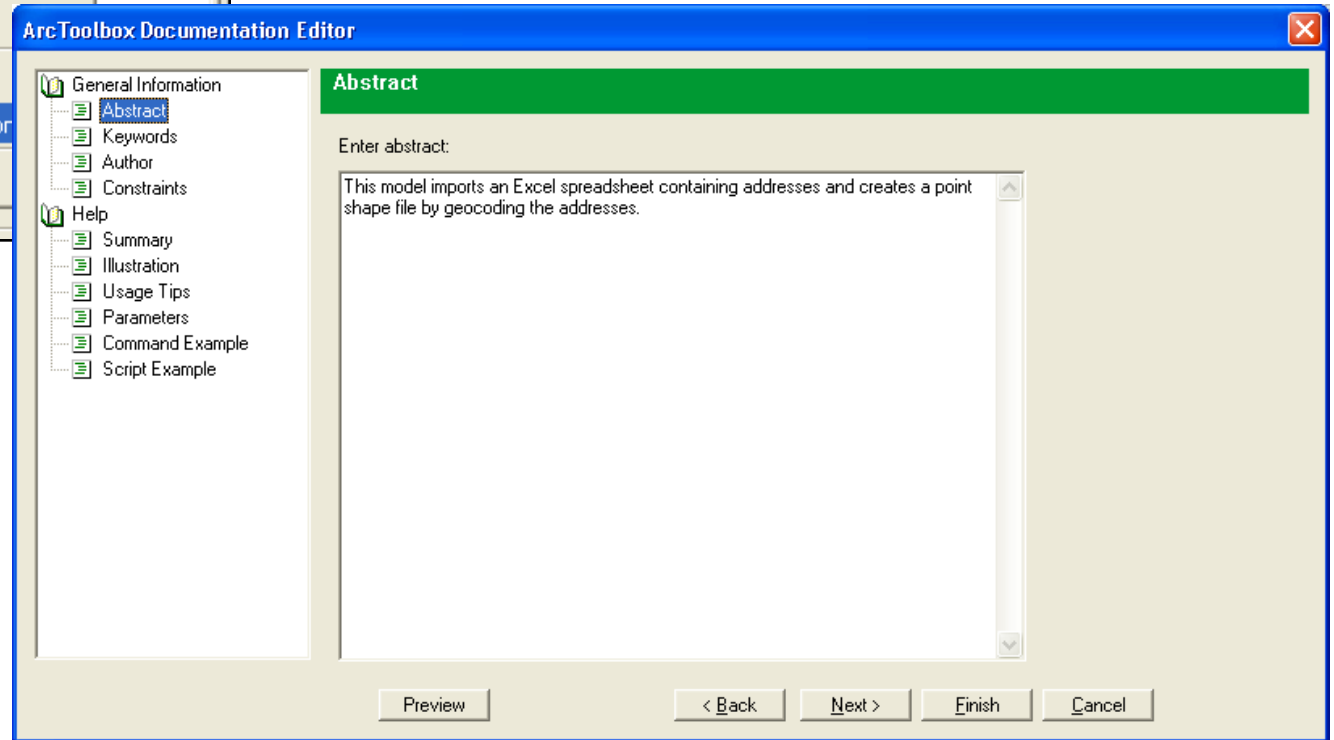 ArcToolbox Documentation Editor
General Information
Abstract
Keywords
Author
Constraints
Help
Summary
Illustration
Usage Tips
Parameters
Command Example
Script Example
Abstract
Enter abstract:
This model imports an Excel spreadsheet containing addresses and creates a point
shape file by geocoding the addresses.
Preview
< Back
Next >
Finish
Cancel